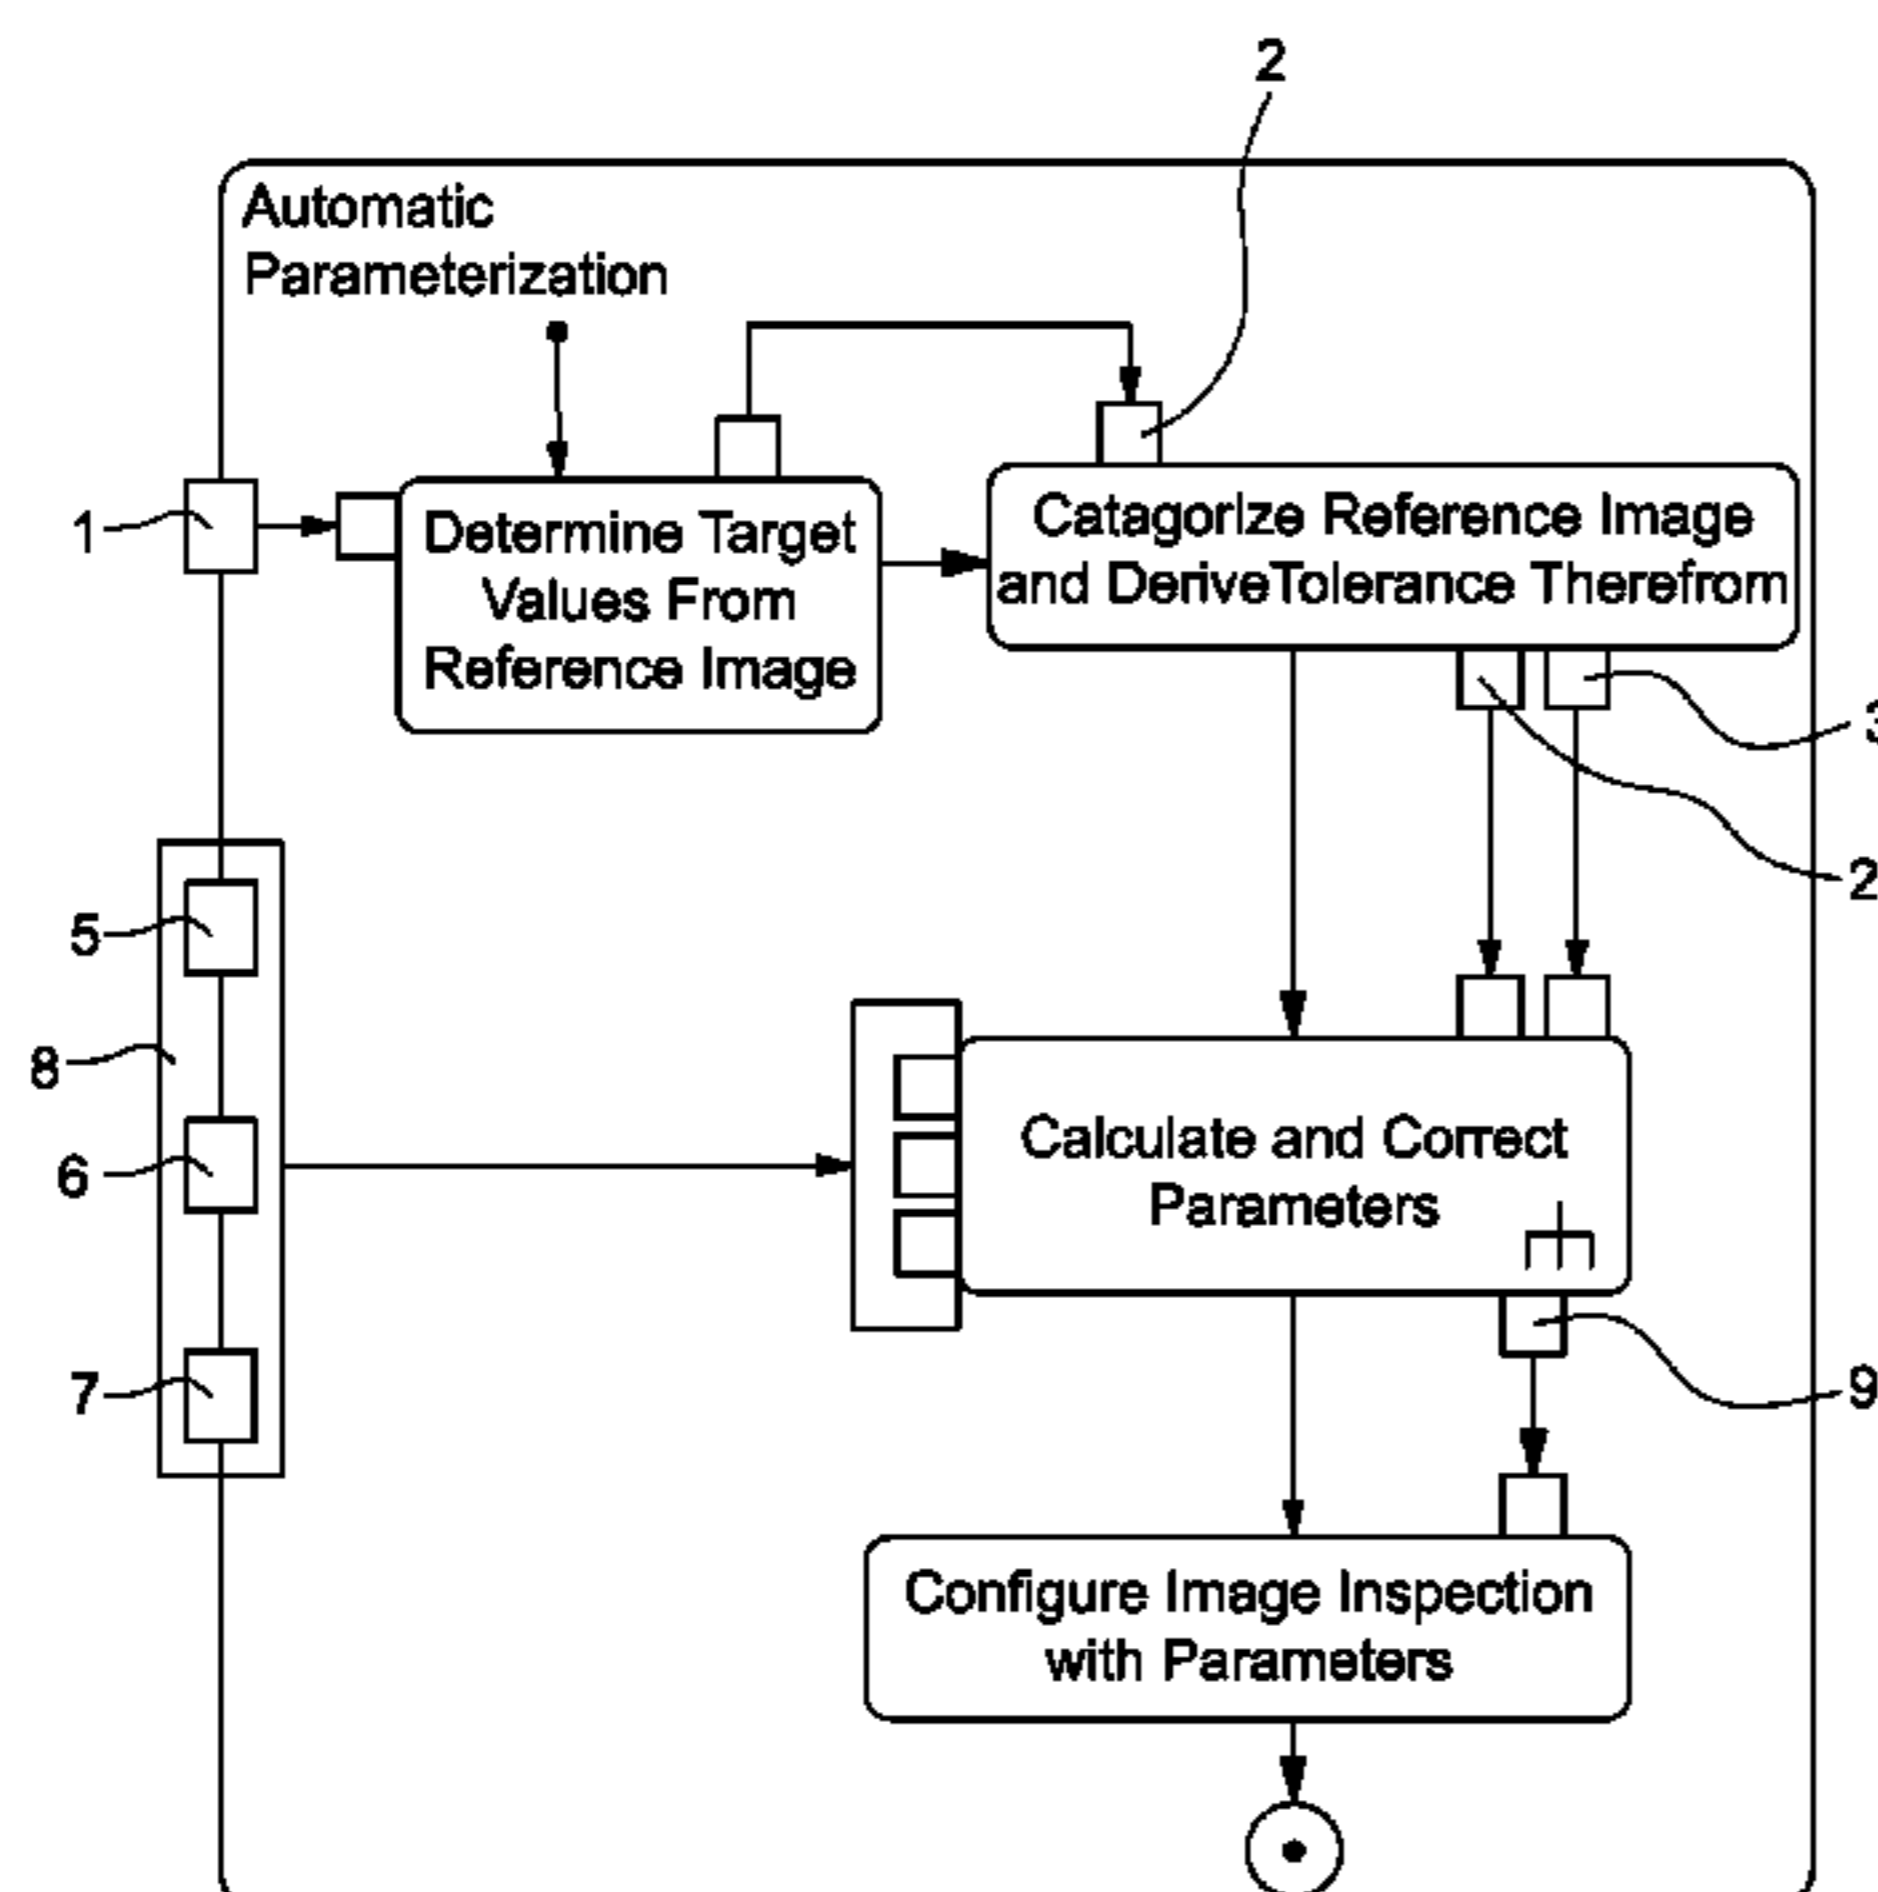 2
Automatic
Parameterization
1
Determine Target
Values From
Reference Image
Catagorize Reference Image
and DeriveTolerance Therefrom
3
2
5
8
6
7
Calculate and Correct
Parameters
9
Configure Image Inspection
with Parameters